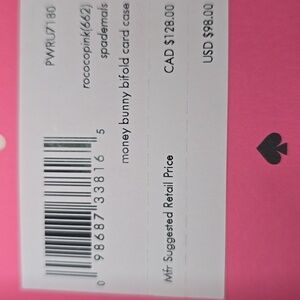 PWRU7180
rococopink(662)
spademals
money bunny bifold card case
0 98687 33816 5
CAD $128.00
Mfr Suggested Retail Price
USD $98.00